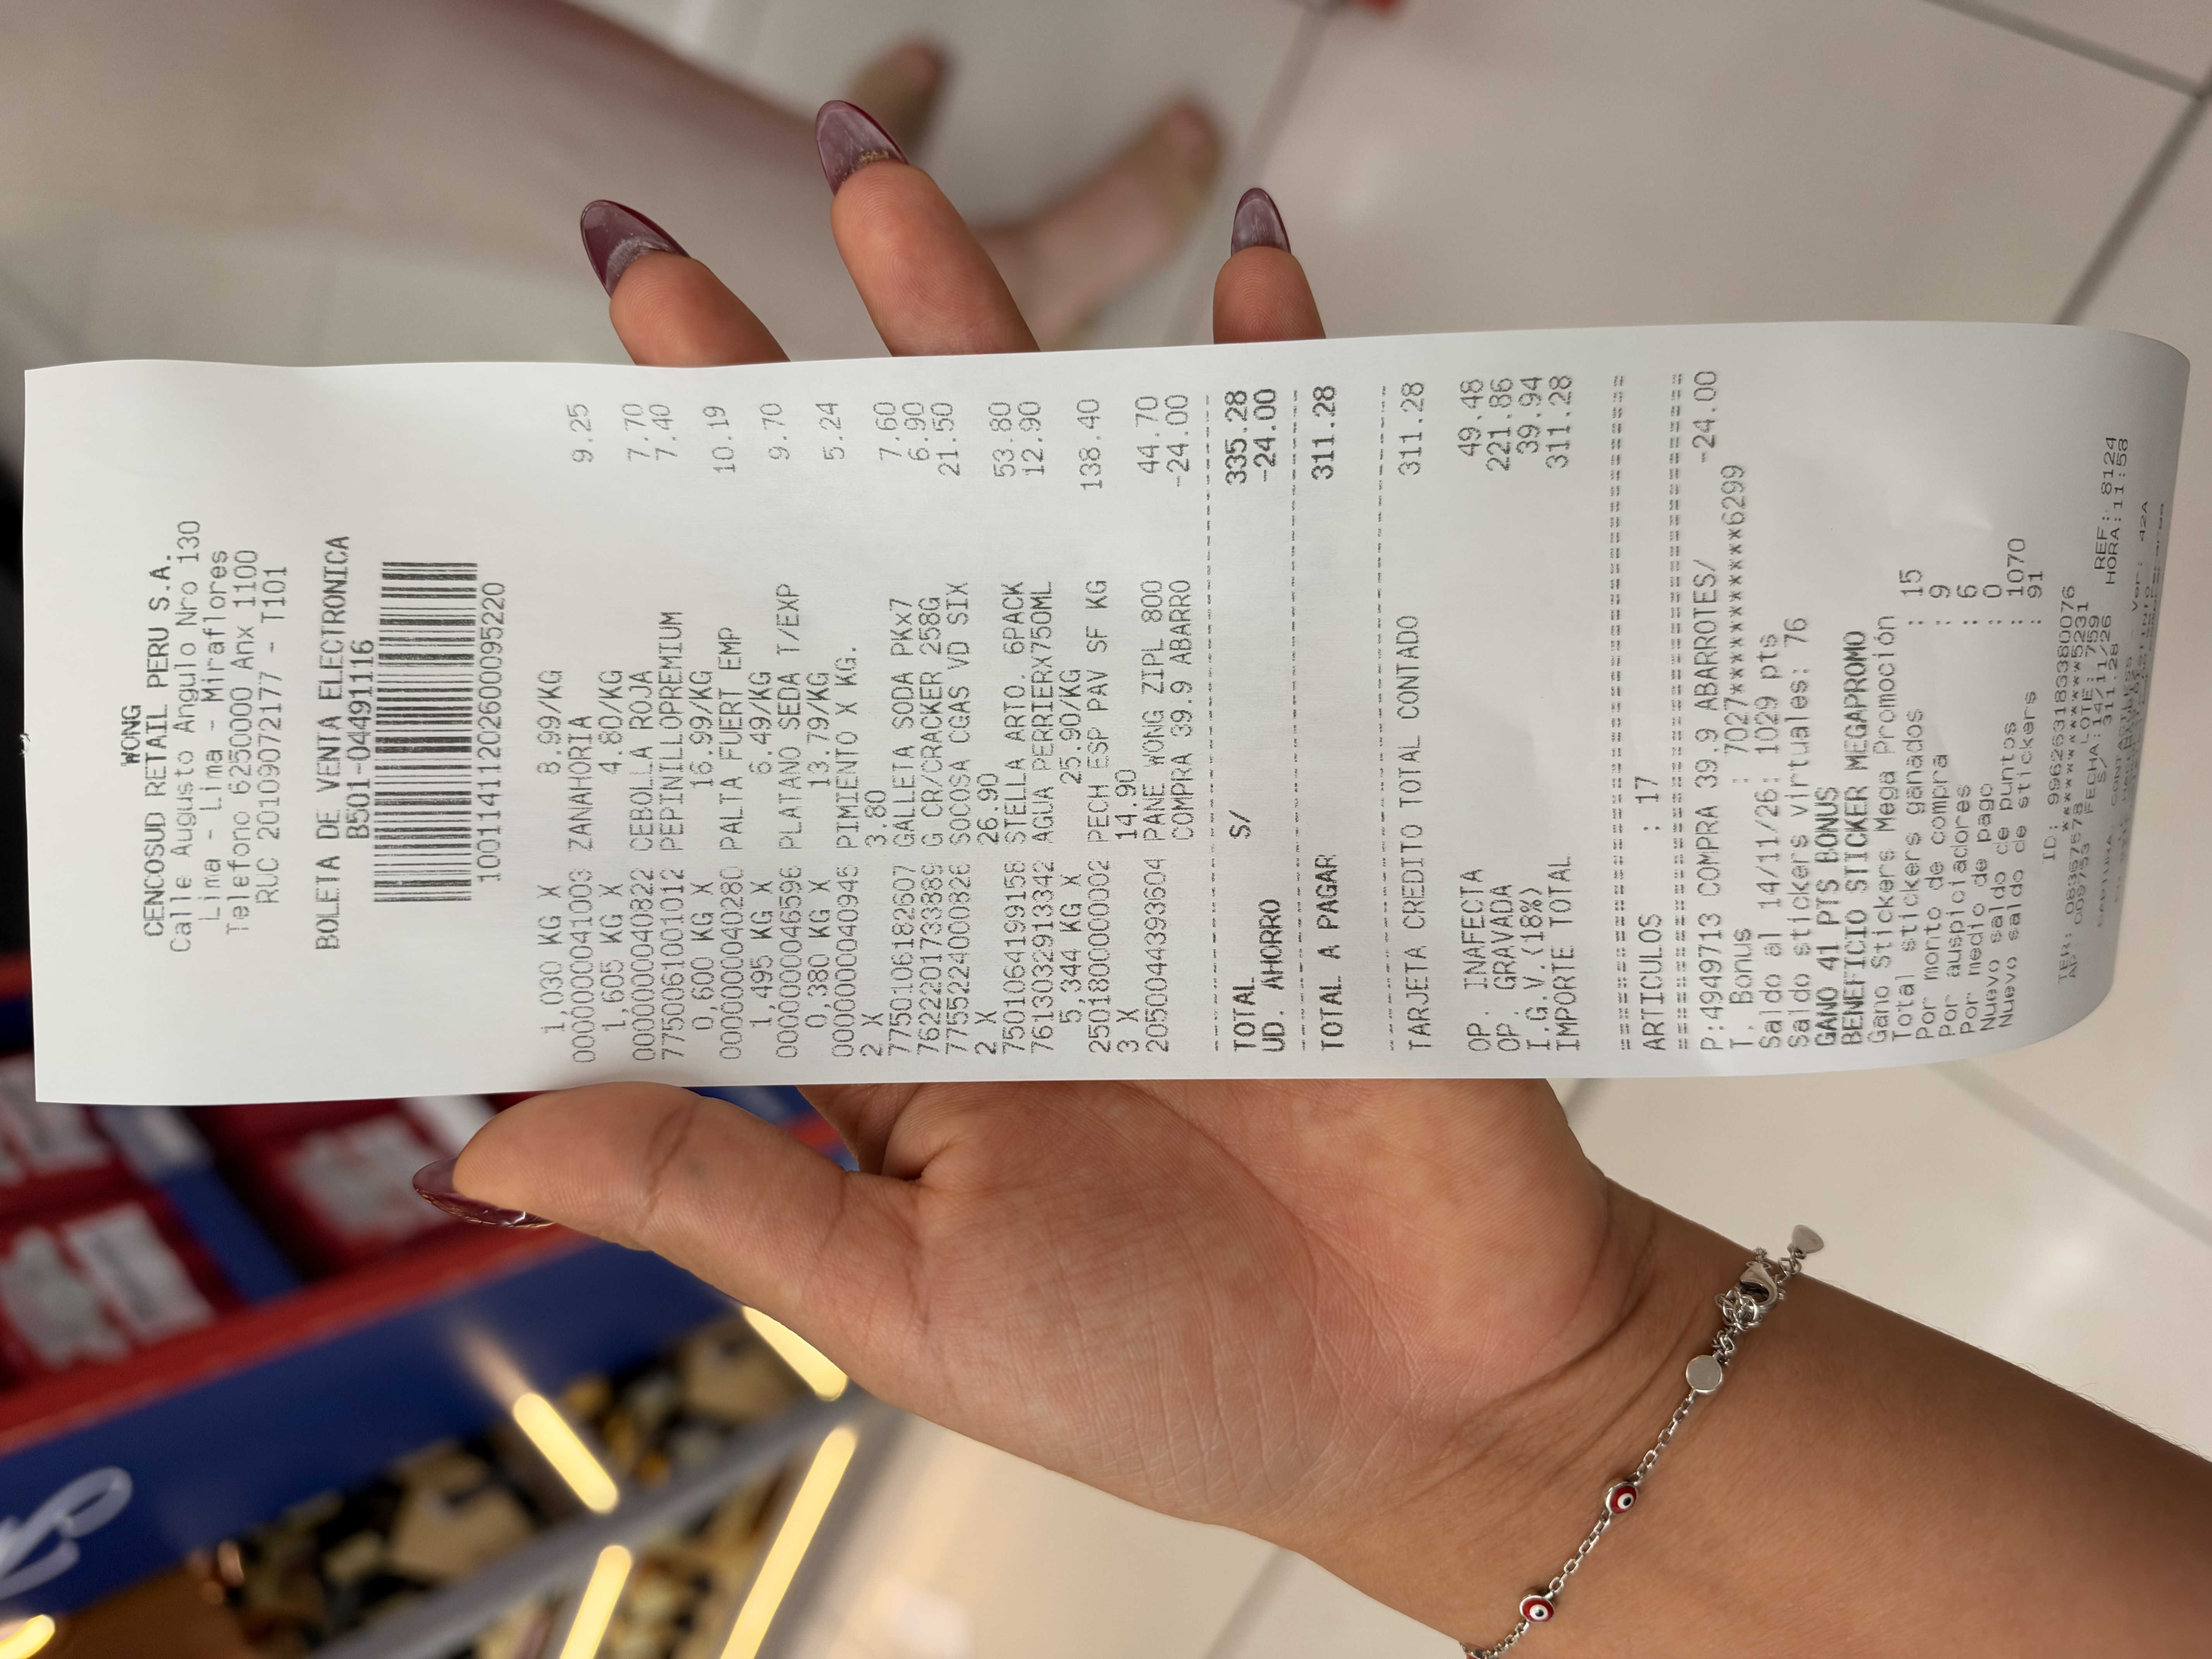 WONG
CENCOSUD RETAIL PERU S.A.
Calle Augusto Angulo Nro 130
Lima - Lima - Miraflores
Telefono 6250000 Anx 1100
RUC 20109072177 - T101
BOLETA DE VENTA ELECTRONICA
B501-04491116
10011411202600095220
1,030 KG X 8.99/KG
0000000041003 ZANAHORIA 9.25
1,605 KG X 4.80/KG
0000000040822 CEBOLLA ROJA 7.70
7750061001012 PEPINILLOPREMIUM 7.40
0,600 KG X 16.99/KG
0000000040280 PALTA FUERT EMP 10.19
1,495 KG X 6.49/KG
0000000046596 PLATANO SEDA T/EXP 9.70
0,380 KG X 13.79/KG
0000000040945 PIMIENTO X KG. 5.24
2 X 3.80
7750106182607 GALLETA SODA PKx7 7.60
7622201733889 G CR/CRACKER 258G 6.90
7755224000826 SOCOSA CGAS VD SIX 21.50
2 X 26.90
7501064199158 STELLA ARTO. 6PACK 53.80
7613032913342 AGUA PERRIERX750ML 12.90
5,344 KG X 25.90/KG
2501800000002 PECH ESP PAV SF KG 138.40
3 X 14.90
2050044393604 PANE WONG ZIPL 800 44.70
COMPRA 39.9 ABARRO -24.00
TOTAL S/ 335.28
UD. AHORRO -24.00
TOTAL A PAGAR 311.28
TARJETA CREDITO TOTAL CONTADO 311.28
OP. INAFECTA 49.48
OP. GRAVADA 221.86
I.G.V.(18%) 39.94
IMPORTE TOTAL 311.28
ARTICULOS : 17
P:4949713 COMPRA 39.9 ABARROTES/ -24.00
T. Bonus : 7027***********6299
Saldo al 14/11/26: 1029 pts
Saldo stickers virtuales: 76
GANO 41 PTS BONUS
BENEFICIO STICKER MEGAPROMO
Gano Stickers Mega Promoción
Total stickers ganados : 15
Por monto de compra : 9
Por auspiciadores : 6
Por medio de pago : 0
Nuevo saldo de puntos : 1070
Nuevo saldo de stickers : 91
ID: 996263183380076
************5231
TER: 08367578 LOTE: 759 REF: 8124
AP 009753 FECHA:14/11/26 HORA:11:58
S/ 311.28
CAPTURA: CONTACTLESS - Ver: 42A